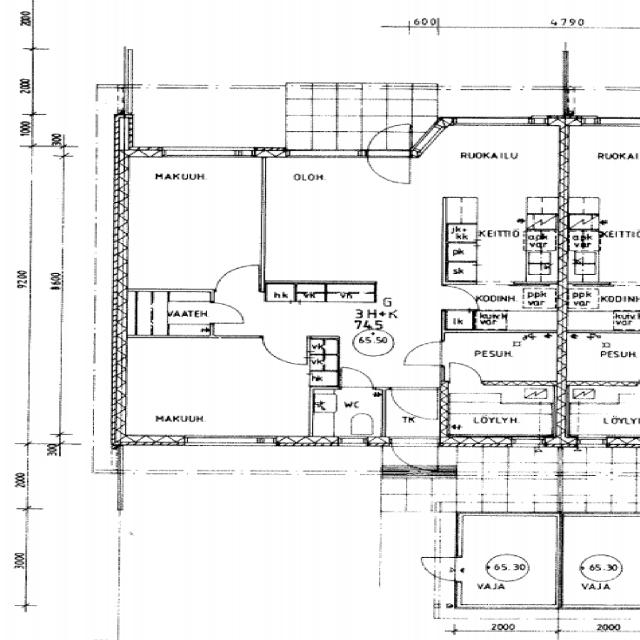 600
4790
2000
2000
1000
300
9200
8600
300
2000
3000
MAKUUH.
OLOH.
RUOKAILU
RUOKAI
KEITTIÖ
KEITTIÖ
jk+
kk
pk
sk
apk
var
apk
var
KODINH.
KODINH
ppk
var
ppk
var
lk
kuivk
var
kuivk
var
VAATEH.
hk
vk
vh
G
3H+K
74.5
65.50
vk
vk
hk
PESUH.
PESUH.
MAKUUH.
WC
TK
LÖYLYH.
LÖYLYH
65.30
65.30
VAJA
VAJA
2000
2000